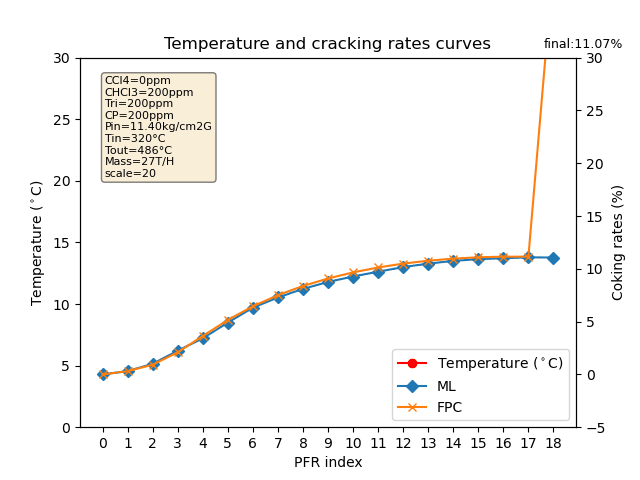 Temperature and cracking rates curves
final:11.07%
CCl4=0ppm
CHCl3=200ppm
Tri=200ppm
CP=200ppm
Pin=11.40kg/cm2G
Tin=320°C
Tout=486°C
Mass=27T/H
scale=20
30
25
20
15
10
5
0
Temperature (°C)
30
25
20
15
10
5
0
−5
Coking rates (%)
Temperature (°C)
ML
FPC
0 1 2 3 4 5 6 7 8 9 10 11 12 13 14 15 16 17 18
PFR index